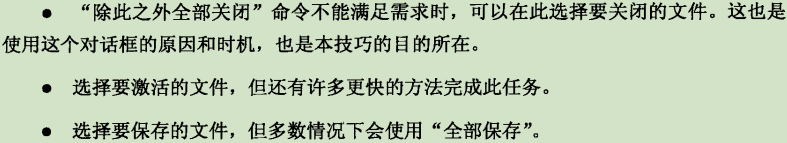 ● “除此之外全部关闭”命令不能满足需求时，可以在此选择要关闭的文件。这也是
使用这个对话框的原因和时机，也是本技巧的目的所在。
● 选择要激活的文件，但还有许多更快的方法完成此任务。
● 选择要保存的文件，但多数情况下会使用“全部保存”。